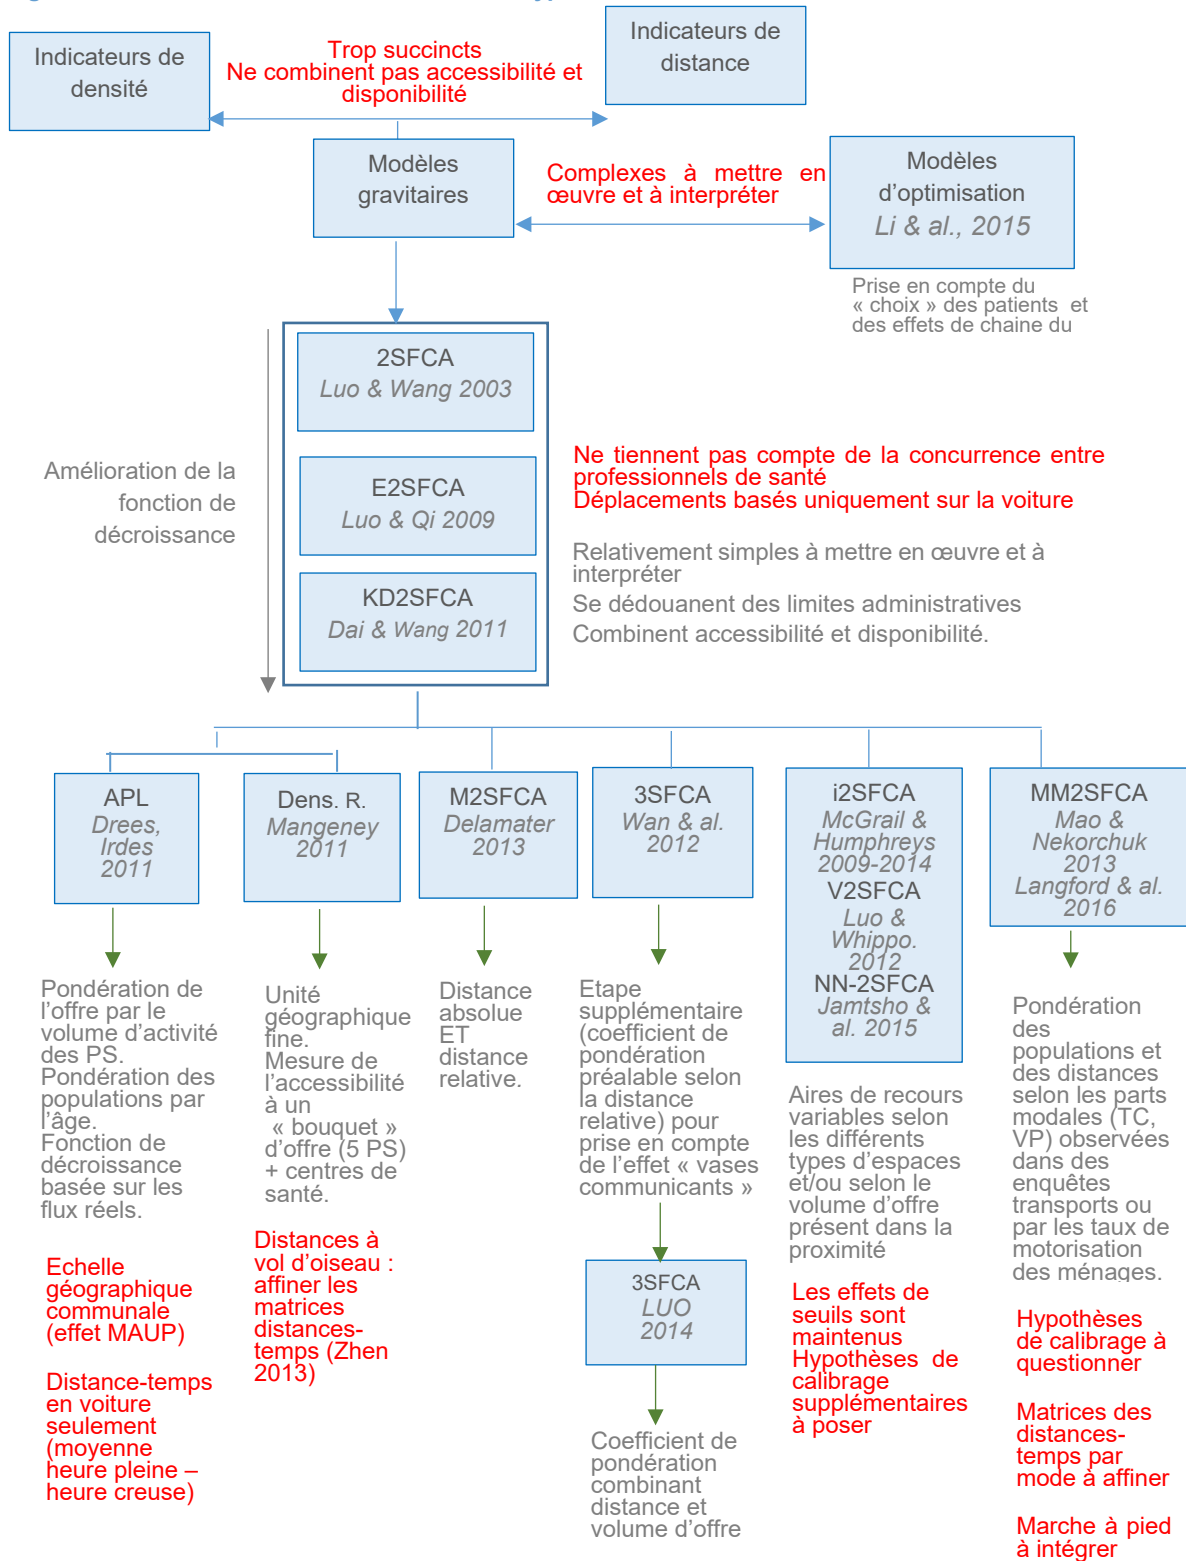 Indicateurs de
densité
Trop succincts
Ne combinent pas accessibilité et
disponibilité
Indicateurs de
distance
Modèles
gravitaires
Complexes à mettre en
œuvre et à interpréter
Modèles
d'optimisation
Li & al., 2015
Prise en compte du
« choix » des patients et
des effets de chaine du
2SFCA
Luo & Wang 2003
E2SFCA
Luo & Qi 2009
KD2SFCA
Dai & Wang 2011
Amélioration de la
fonction de
décroissance
Ne tiennent pas compte de la concurrence entre
professionnels de santé
Déplacements basés uniquement sur la voiture
Relativement simples à mettre en œuvre et à
interpréter
Se dédouanent des limites administratives
Combinent accessibilité et disponibilité.
APL
Drees,
Irdes
2011
Pondération de
l'offre par le
volume d'activité
des PS.
Pondération des
populations par
l'âge.
Fonction de
décroissance
basée sur les
flux réels.
Echelle
géographique
communale
(effet MAUP)
Distance-temps
en voiture
seulement
(moyenne
heure pleine –
heure creuse)
Dens. R.
Mangeney
2011
Unité
géographique
fine.
Mesure de
l'accessibilité
à un
« bouquet »
d'offre (5 PS)
+ centres de
santé.
Distances à
vol d'oiseau :
affiner les
matrices
distances-
temps (Zhen
2013)
M2SFCA
Delamater
2013
Distance
absolue
ET
distance
relative.
3SFCA
Wan & al.
2012
Etape
supplémentaire
(coefficient de
pondération
préalable selon
la distance
relative) pour
prise en compte
de l'effet « vases
communicants »
3SFCA
LUO
2014
Coefficient de
pondération
combinant
distance et
volume d'offre
i2SFCA
McGrail &
Humphreys
2009-2014
V2SFCA
Luo &
Whippo.
2012
NN-2SFCA
Jamtsho &
al. 2015
Aires de recours
variables selon
les différents
types d'espaces
et/ou selon le
volume d'offre
présent dans la
proximité
Les effets de
seuils sont
maintenus
Hypothèses de
calibrage
supplémentaires
à poser
MM2SFCA
Mao &
Nekorchuk
2013
Langford & al.
2016
Pondération
des
populations et
des distances
selon les parts
modales (TC,
VP) observées
dans des
enquêtes
transports ou
par les taux de
motorisation
des ménages.
Hypothèses
de calibrage à
questionner
Matrices des
distances-
temps par
mode à affiner
Marche à pied
à intégrer